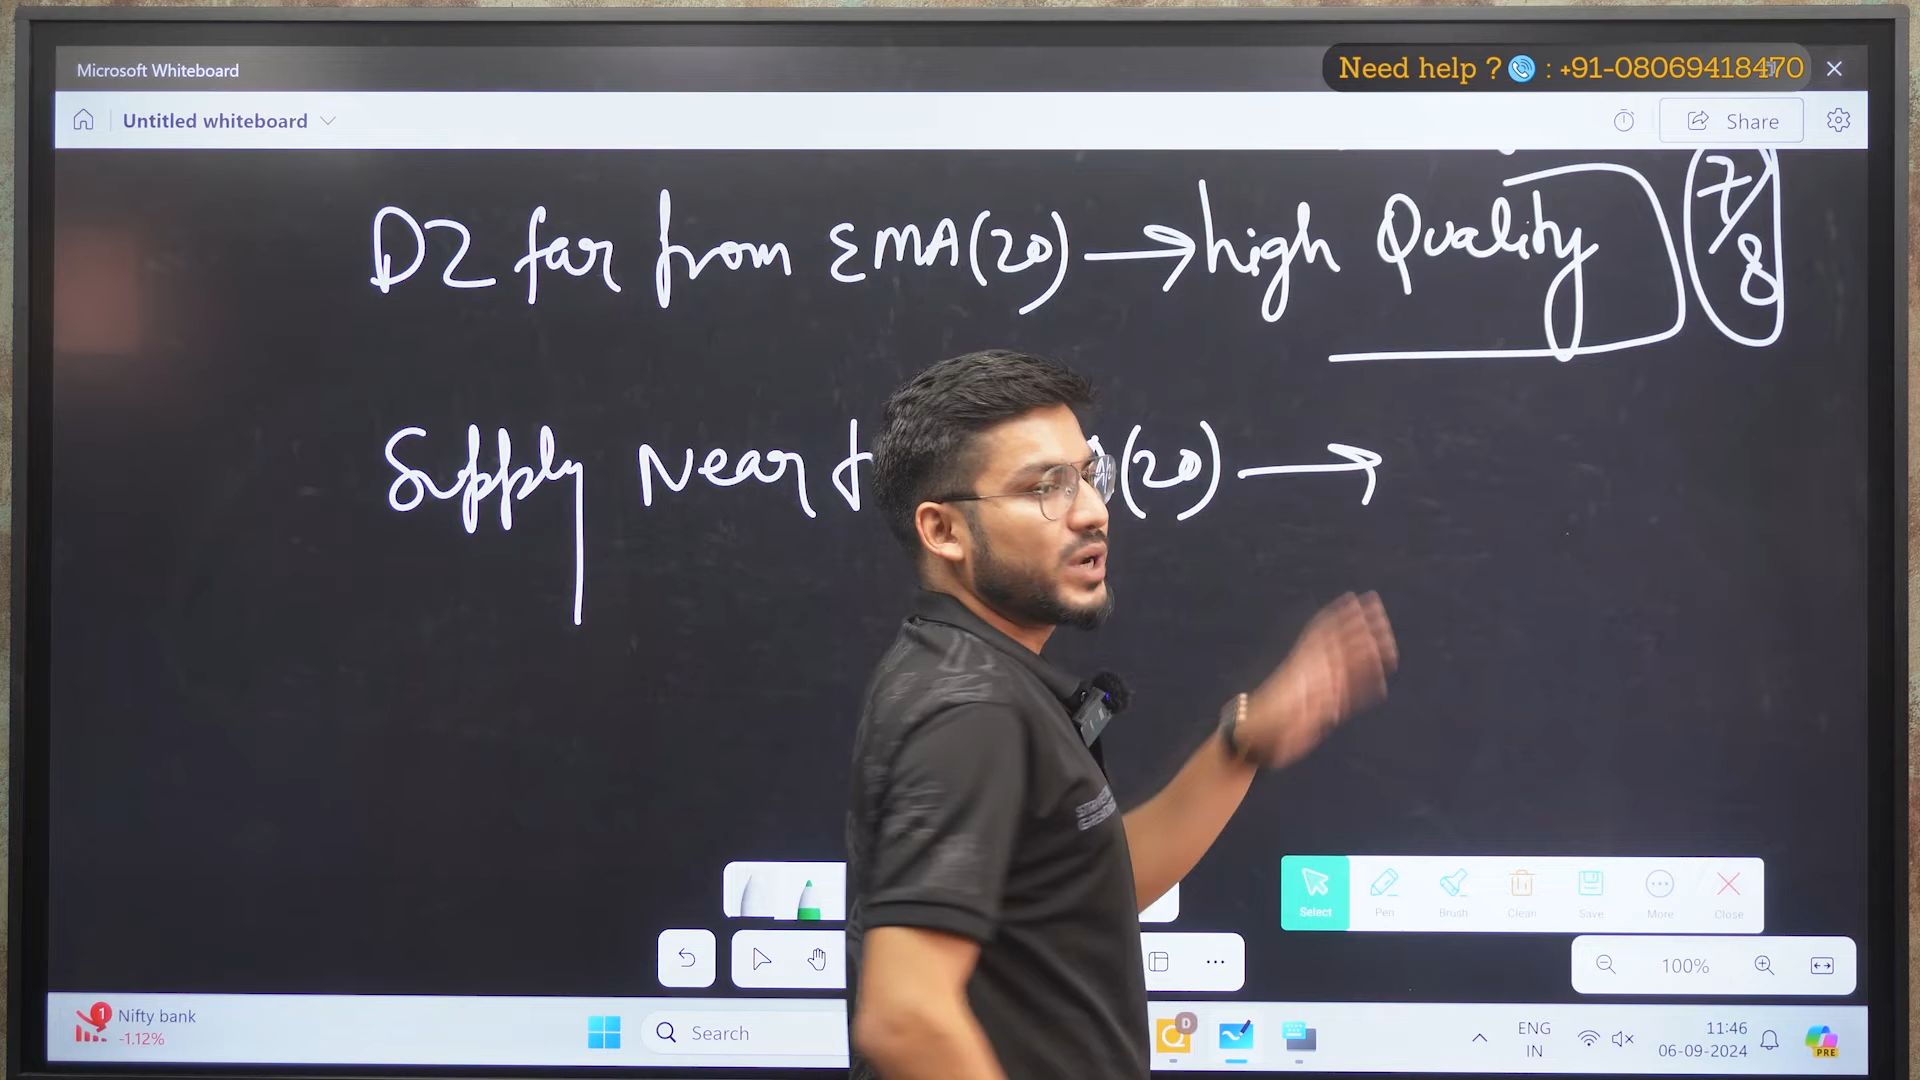 Need help ? : +91-08069418470
Microsoft Whiteboard
Untitled whiteboard
Share
DZ far from EMA(20) → high Quality 7/8
Supply Near (20) →
Select
Pen
Brush
Clean
Save
More
Close
100%
1
Nifty bank
-1.12%
Search
D
ENG
IN
11:46
06-09-2024
PRE